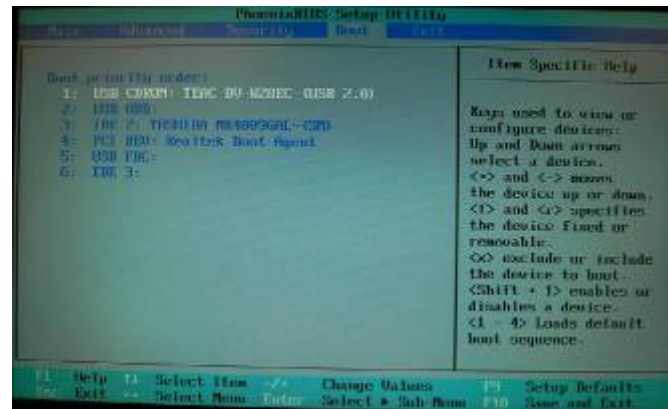 PhoenixBIOS Setup Utility
Main Advanced Security Boot Exit
Boot priority order:
1: USB CDROM: TEAC DV-W28EC (USB 2.0)
2: USB HDD:
3: IDE 2: TOSHIBA
4: PCI BEV: Realtek Boot Agent
5: USB FDC:
6: IDE 3:
Item Specific Help
Keys used to view or
configure devices:
Up and Down arrows
select a device.
<+> and <-> moves
the device up or down.
<f> and <r> specifies
the device fixed or
removable.
<x> exclude or include
the device to boot.
<Shift + 1> enables or
disables a device.
<1 - 4> Loads default
boot sequence.
F1 Help ↑↓ Select Item -/+ Change Values F9 Setup Defaults
Esc Exit ↔ Select Menu Enter Select ▸ Sub-Menu F10 Save and Exit